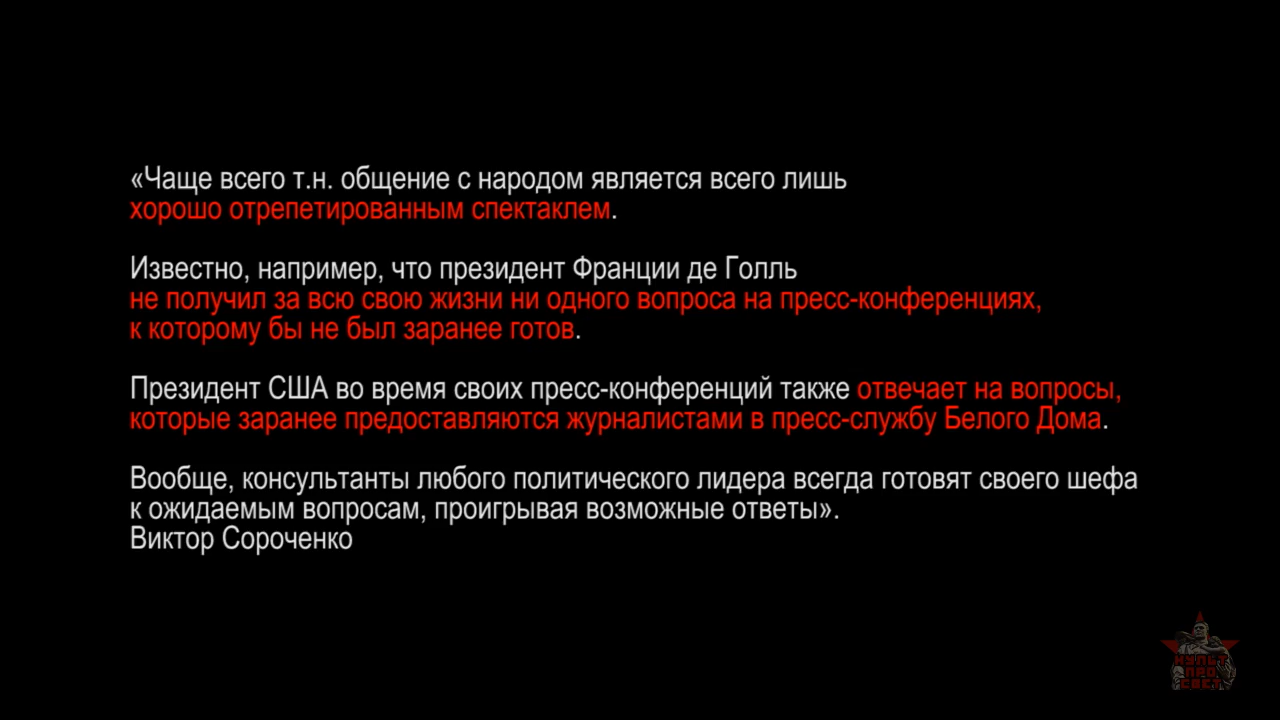 «Чаще всего т.н. общение с народом является всего лишь
хорошо отрепетированным спектаклем.
Известно, например, что президент Франции де Голль
не получил за всю свою жизни ни одного вопроса на пресс-конференциях,
к которому бы не был заранее готов.
Президент США во время своих пресс-конференций также отвечает на вопросы,
которые заранее предоставляются журналистами в пресс-службу Белого Дома.
Вообще, консультанты любого политического лидера всегда готовят своего шефа
к ожидаемым вопросам, проигрывая возможные ответы».
Виктор Сороченко
КУЛЬТ
ПРО
СВЕТ